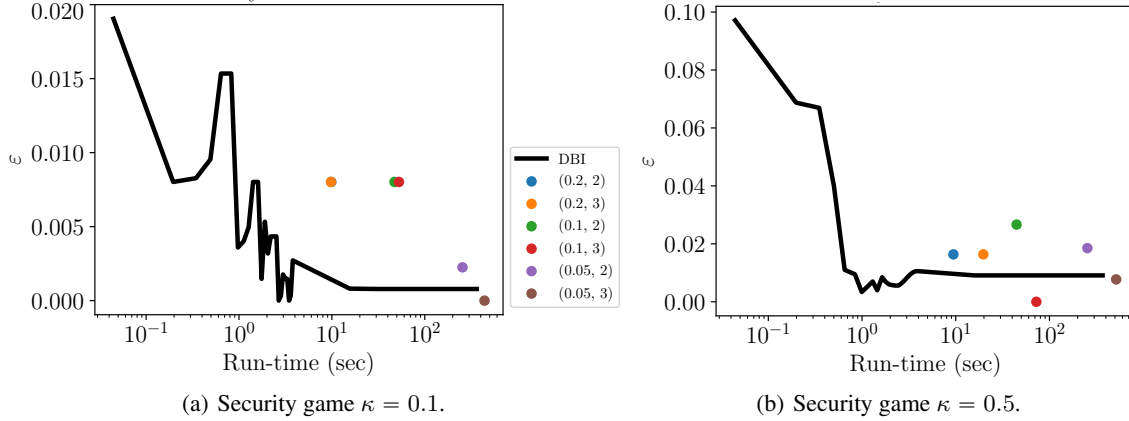 0.020
0.015
0.010
0.005
0.000
ε
10⁻¹ 10⁰ 10¹ 10²
Run-time (sec)
(a) Security game κ = 0.1.
DBI
(0.2, 2)
(0.2, 3)
(0.1, 2)
(0.1, 3)
(0.05, 2)
(0.05, 3)
0.10
0.08
0.06
0.04
0.02
0.00
ε
10⁻¹ 10⁰ 10¹ 10²
Run-time (sec)
(b) Security game κ = 0.5.